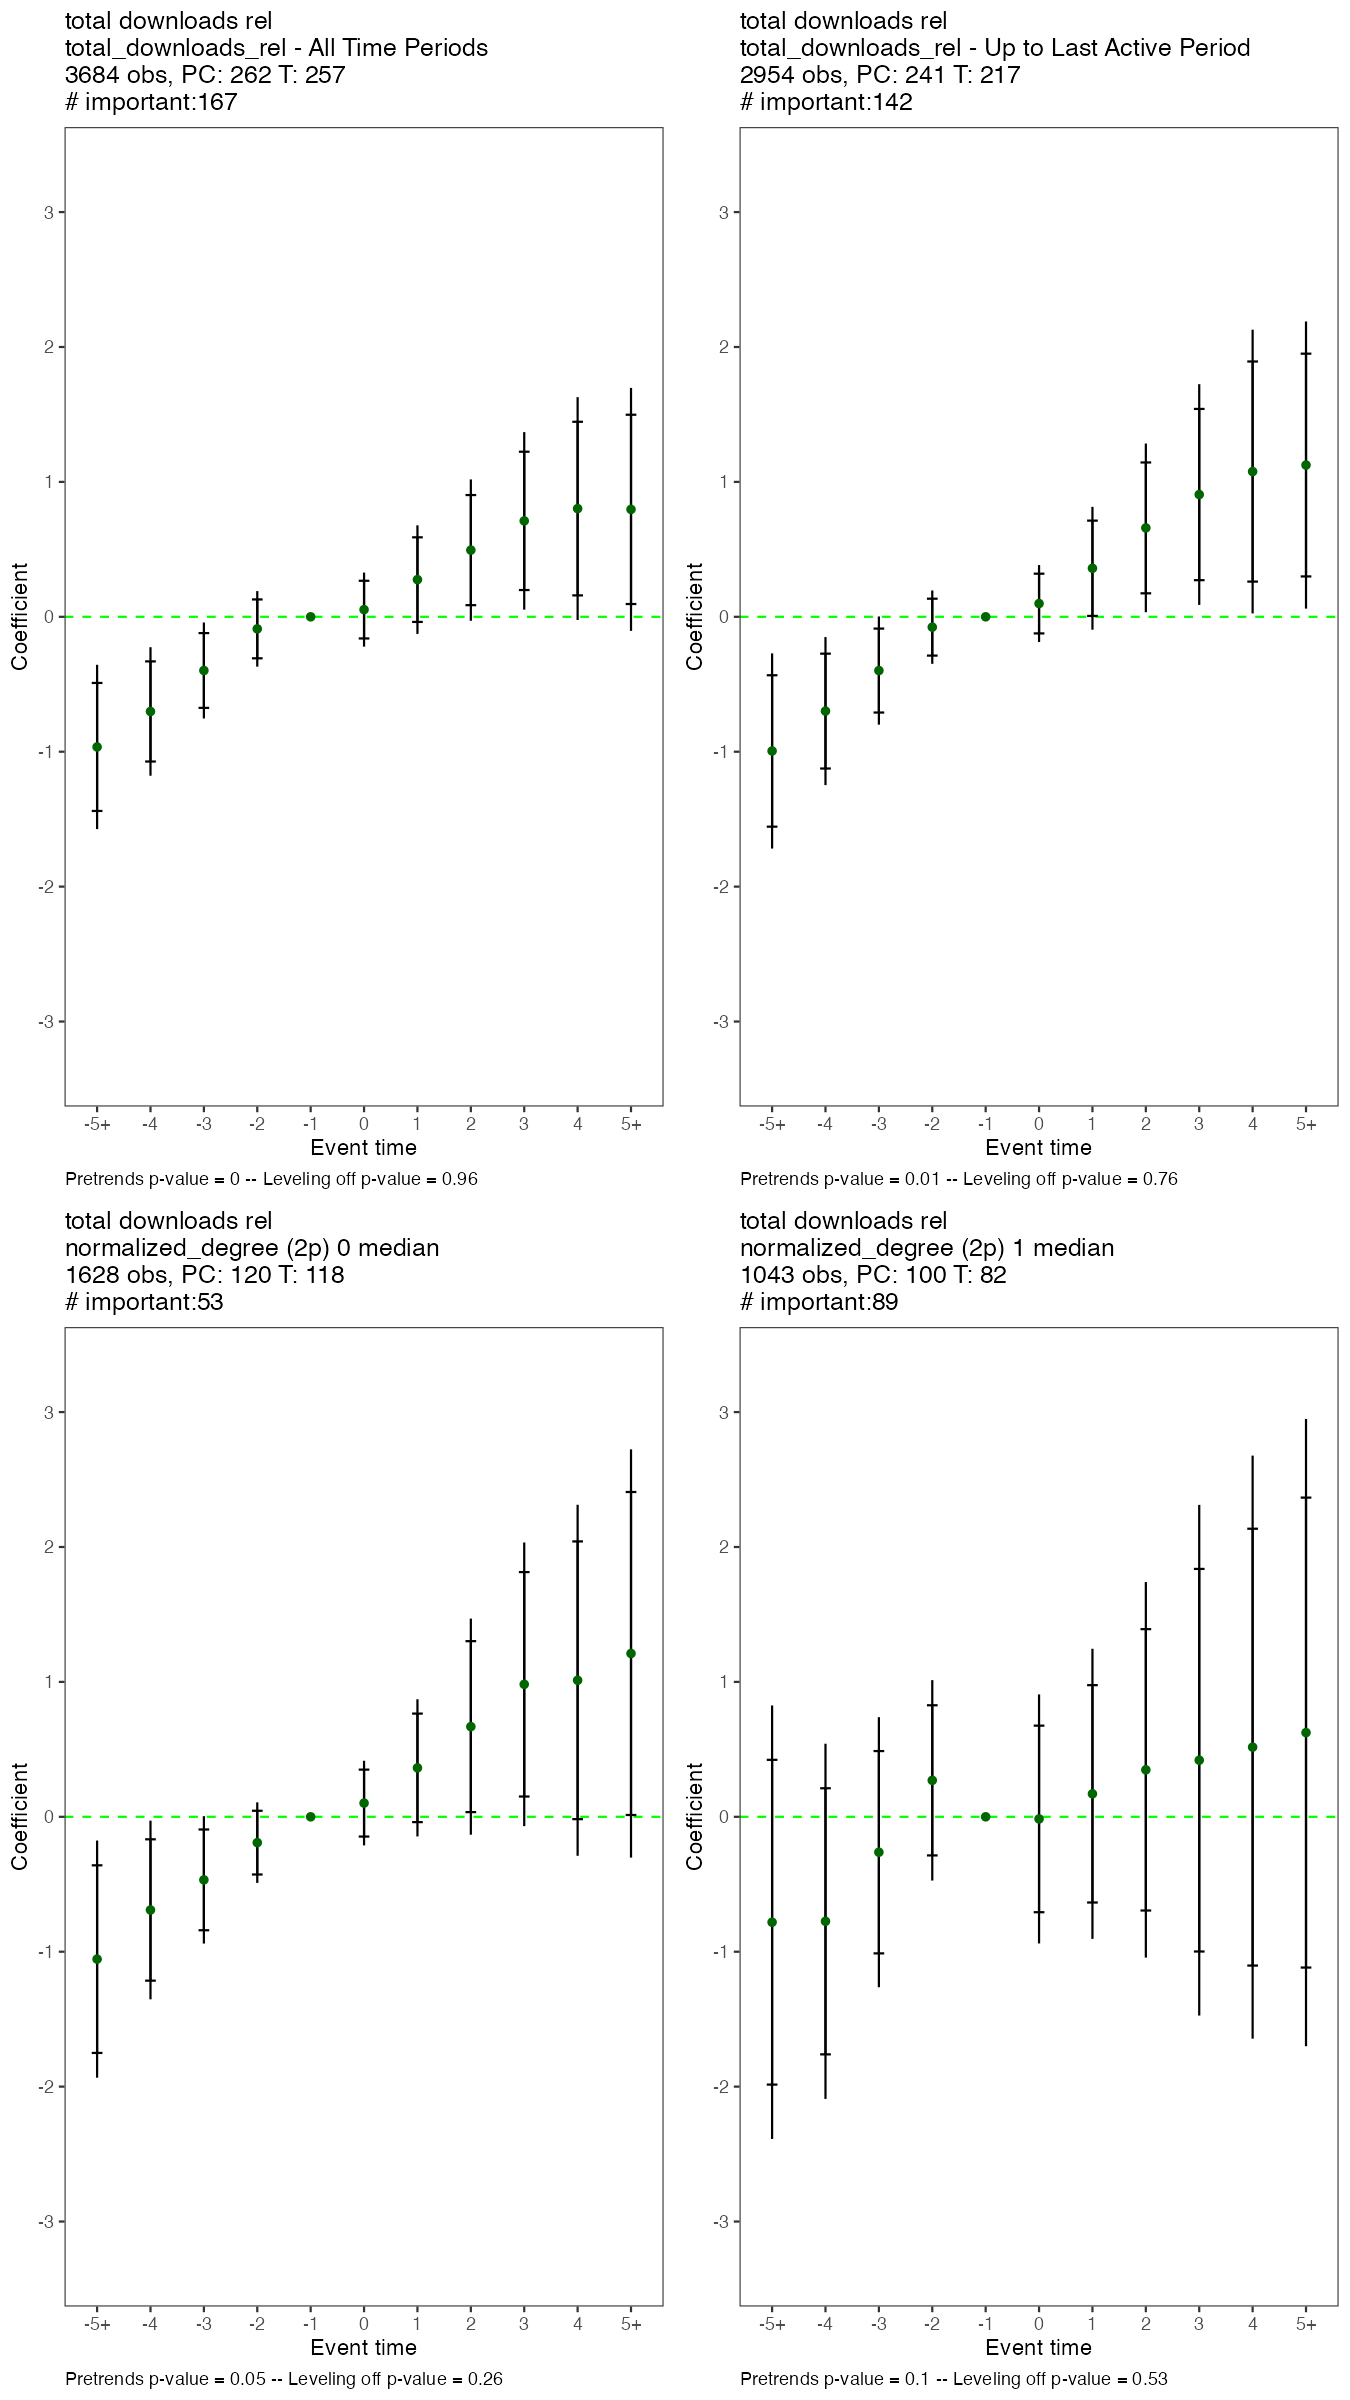 total downloads rel
total_downloads_rel - All Time Periods
3684 obs, PC: 262 T: 257
# important:167
3
2
1
0
-1
-2
-3
Coefficient
-5+ -4 -3 -2 -1 0 1 2 3 4 5+
Event time
Pretrends p-value = 0 -- Leveling off p-value = 0.96
total downloads rel
total_downloads_rel - Up to Last Active Period
2954 obs, PC: 241 T: 217
# important:142
3
2
1
0
-1
-2
-3
Coefficient
-5+ -4 -3 -2 -1 0 1 2 3 4 5+
Event time
Pretrends p-value = 0.01 -- Leveling off p-value = 0.76
total downloads rel
normalized_degree (2p) 0 median
1628 obs, PC: 120 T: 118
# important:53
3
2
1
0
-1
-2
-3
Coefficient
-5+ -4 -3 -2 -1 0 1 2 3 4 5+
Event time
Pretrends p-value = 0.05 -- Leveling off p-value = 0.26
total downloads rel
normalized_degree (2p) 1 median
1043 obs, PC: 100 T: 82
# important:89
3
2
1
0
-1
-2
-3
Coefficient
-5+ -4 -3 -2 -1 0 1 2 3 4 5+
Event time
Pretrends p-value = 0.1 -- Leveling off p-value = 0.53